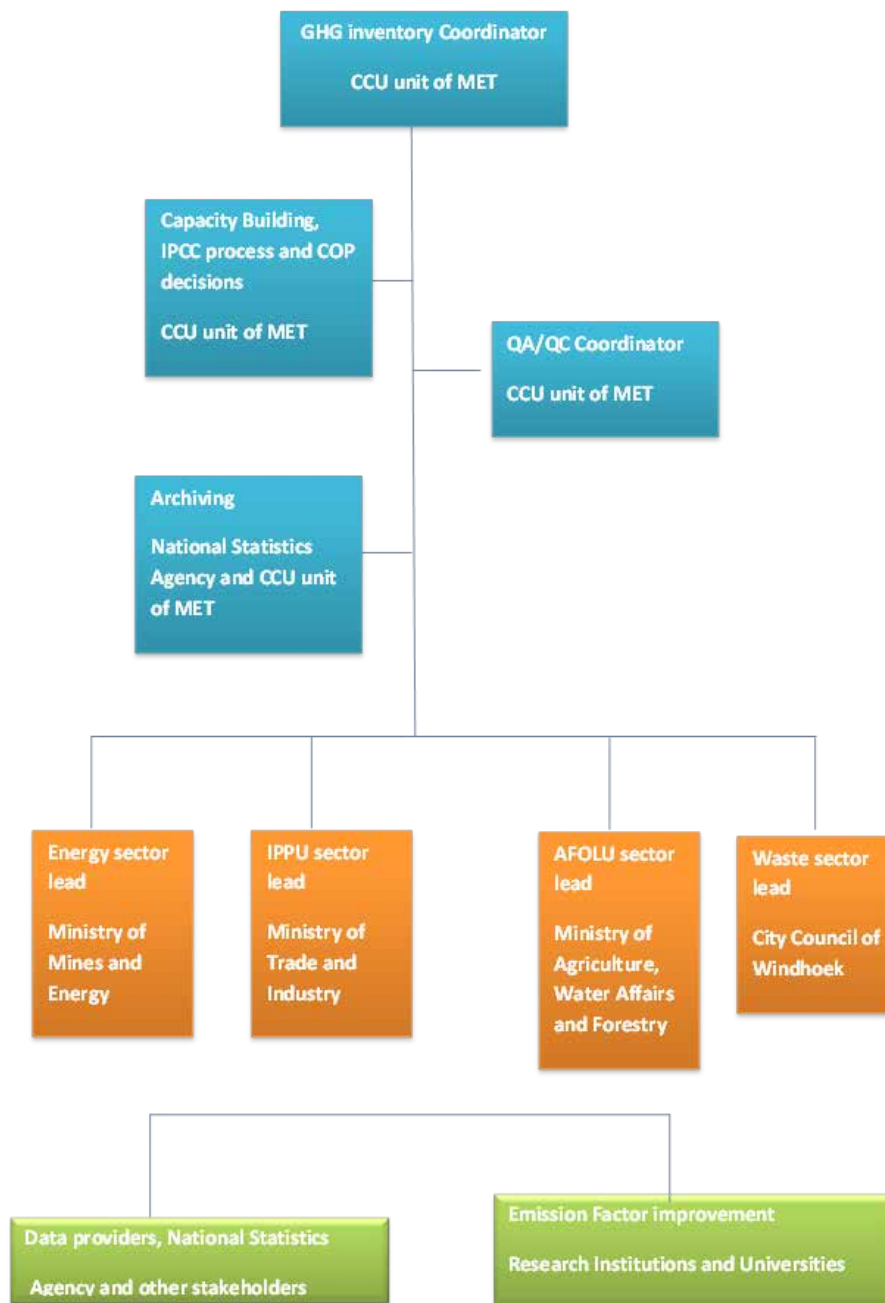 GHG inventory Coordinator
CCU unit of MET
Capacity Building,
IPCC process and COP
decisions
CCU unit of MET
QA/QC Coordinator
CCU unit of MET
Archiving
National Statistics
Agency and CCU unit
of MET
Energy sector
lead
Ministry of
Mines and
Energy
IPPU sector
lead
Ministry of
Trade and
Industry
AFOLU sector
lead
Ministry of
Agriculture,
Water Affairs
and Forestry
Waste sector
lead
City Council of
Windhoek
Data providers, National Statistics
Agency and other stakeholders
Emission Factor improvement
Research Institutions and Universities